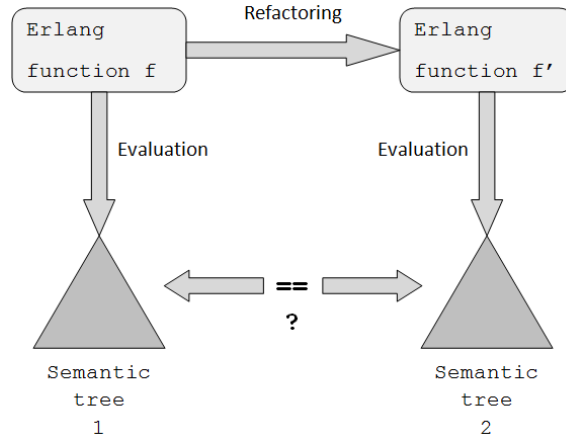 Refactoring
Erlang
function f
Erlang
function f’
Evaluation
Evaluation
==
?
Semantic
tree
1
Semantic
tree
2